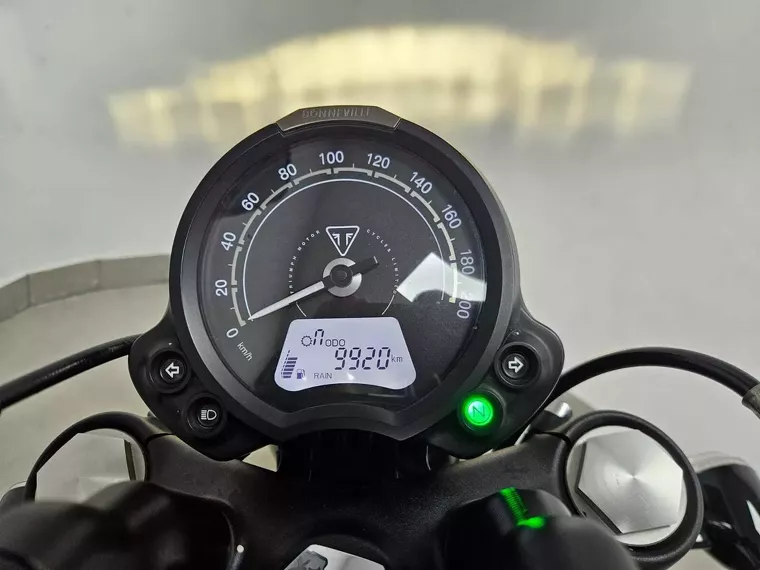 BONNEVILLE
0 20 40 60 80 100 120 140 160 180 200
km/h
TRIUMPH MOTOR CYCLES LIMITED
n ODO
9920 km
RAIN
N